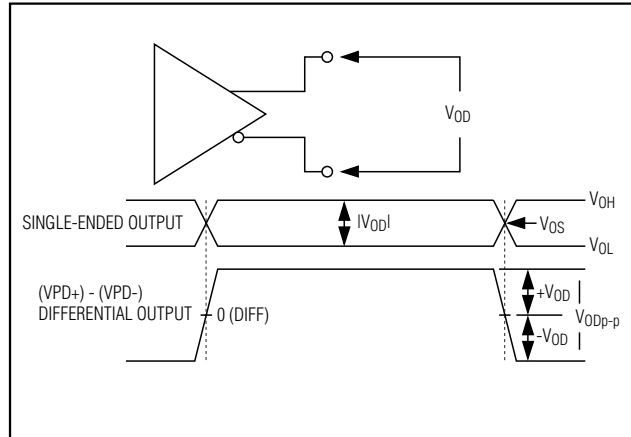 VOD
SINGLE-ENDED OUTPUT
|VOD|
VOH
VOS
VOL
(VPD+) - (VPD-)
DIFFERENTIAL OUTPUT
0 (DIFF)
+VOD
VODp-p
-VOD